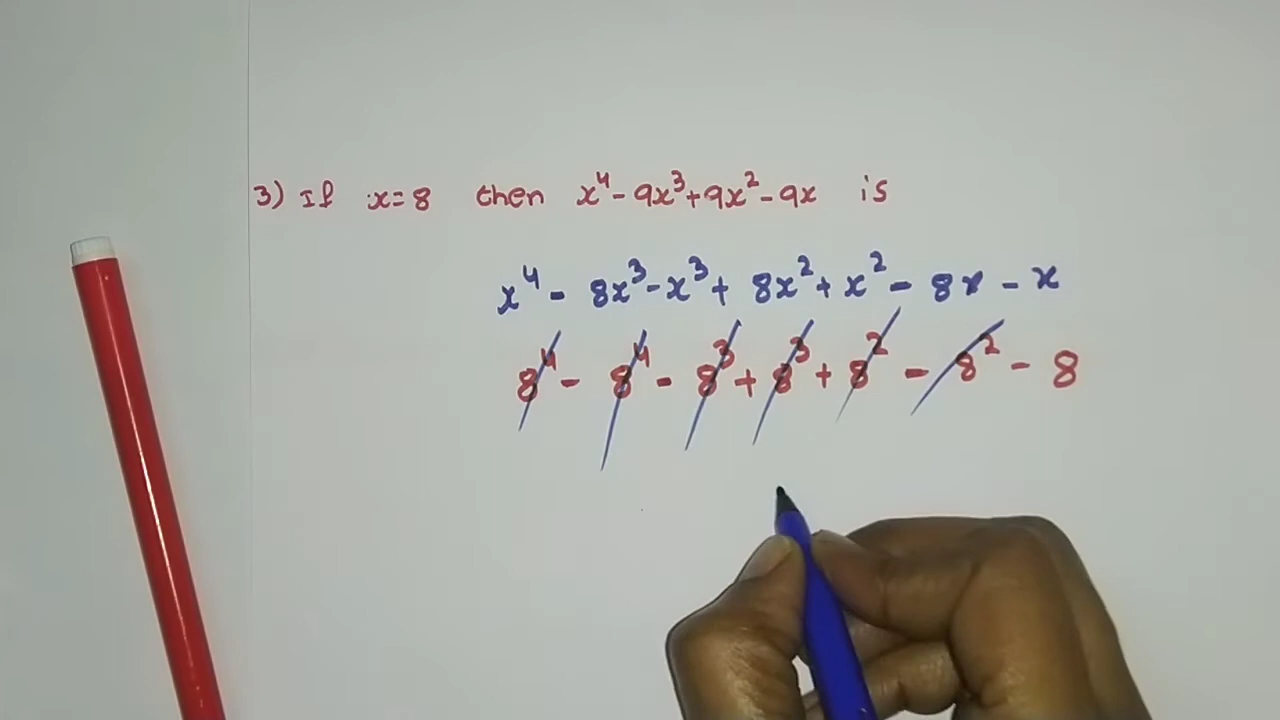 3) If x=8 then x⁴-9x³+9x²-9x is
x⁴- 8x³-x³+ 8x²+x²- 8x-x
8⁴- 8⁴- 8³+8³+8²- 8²-8